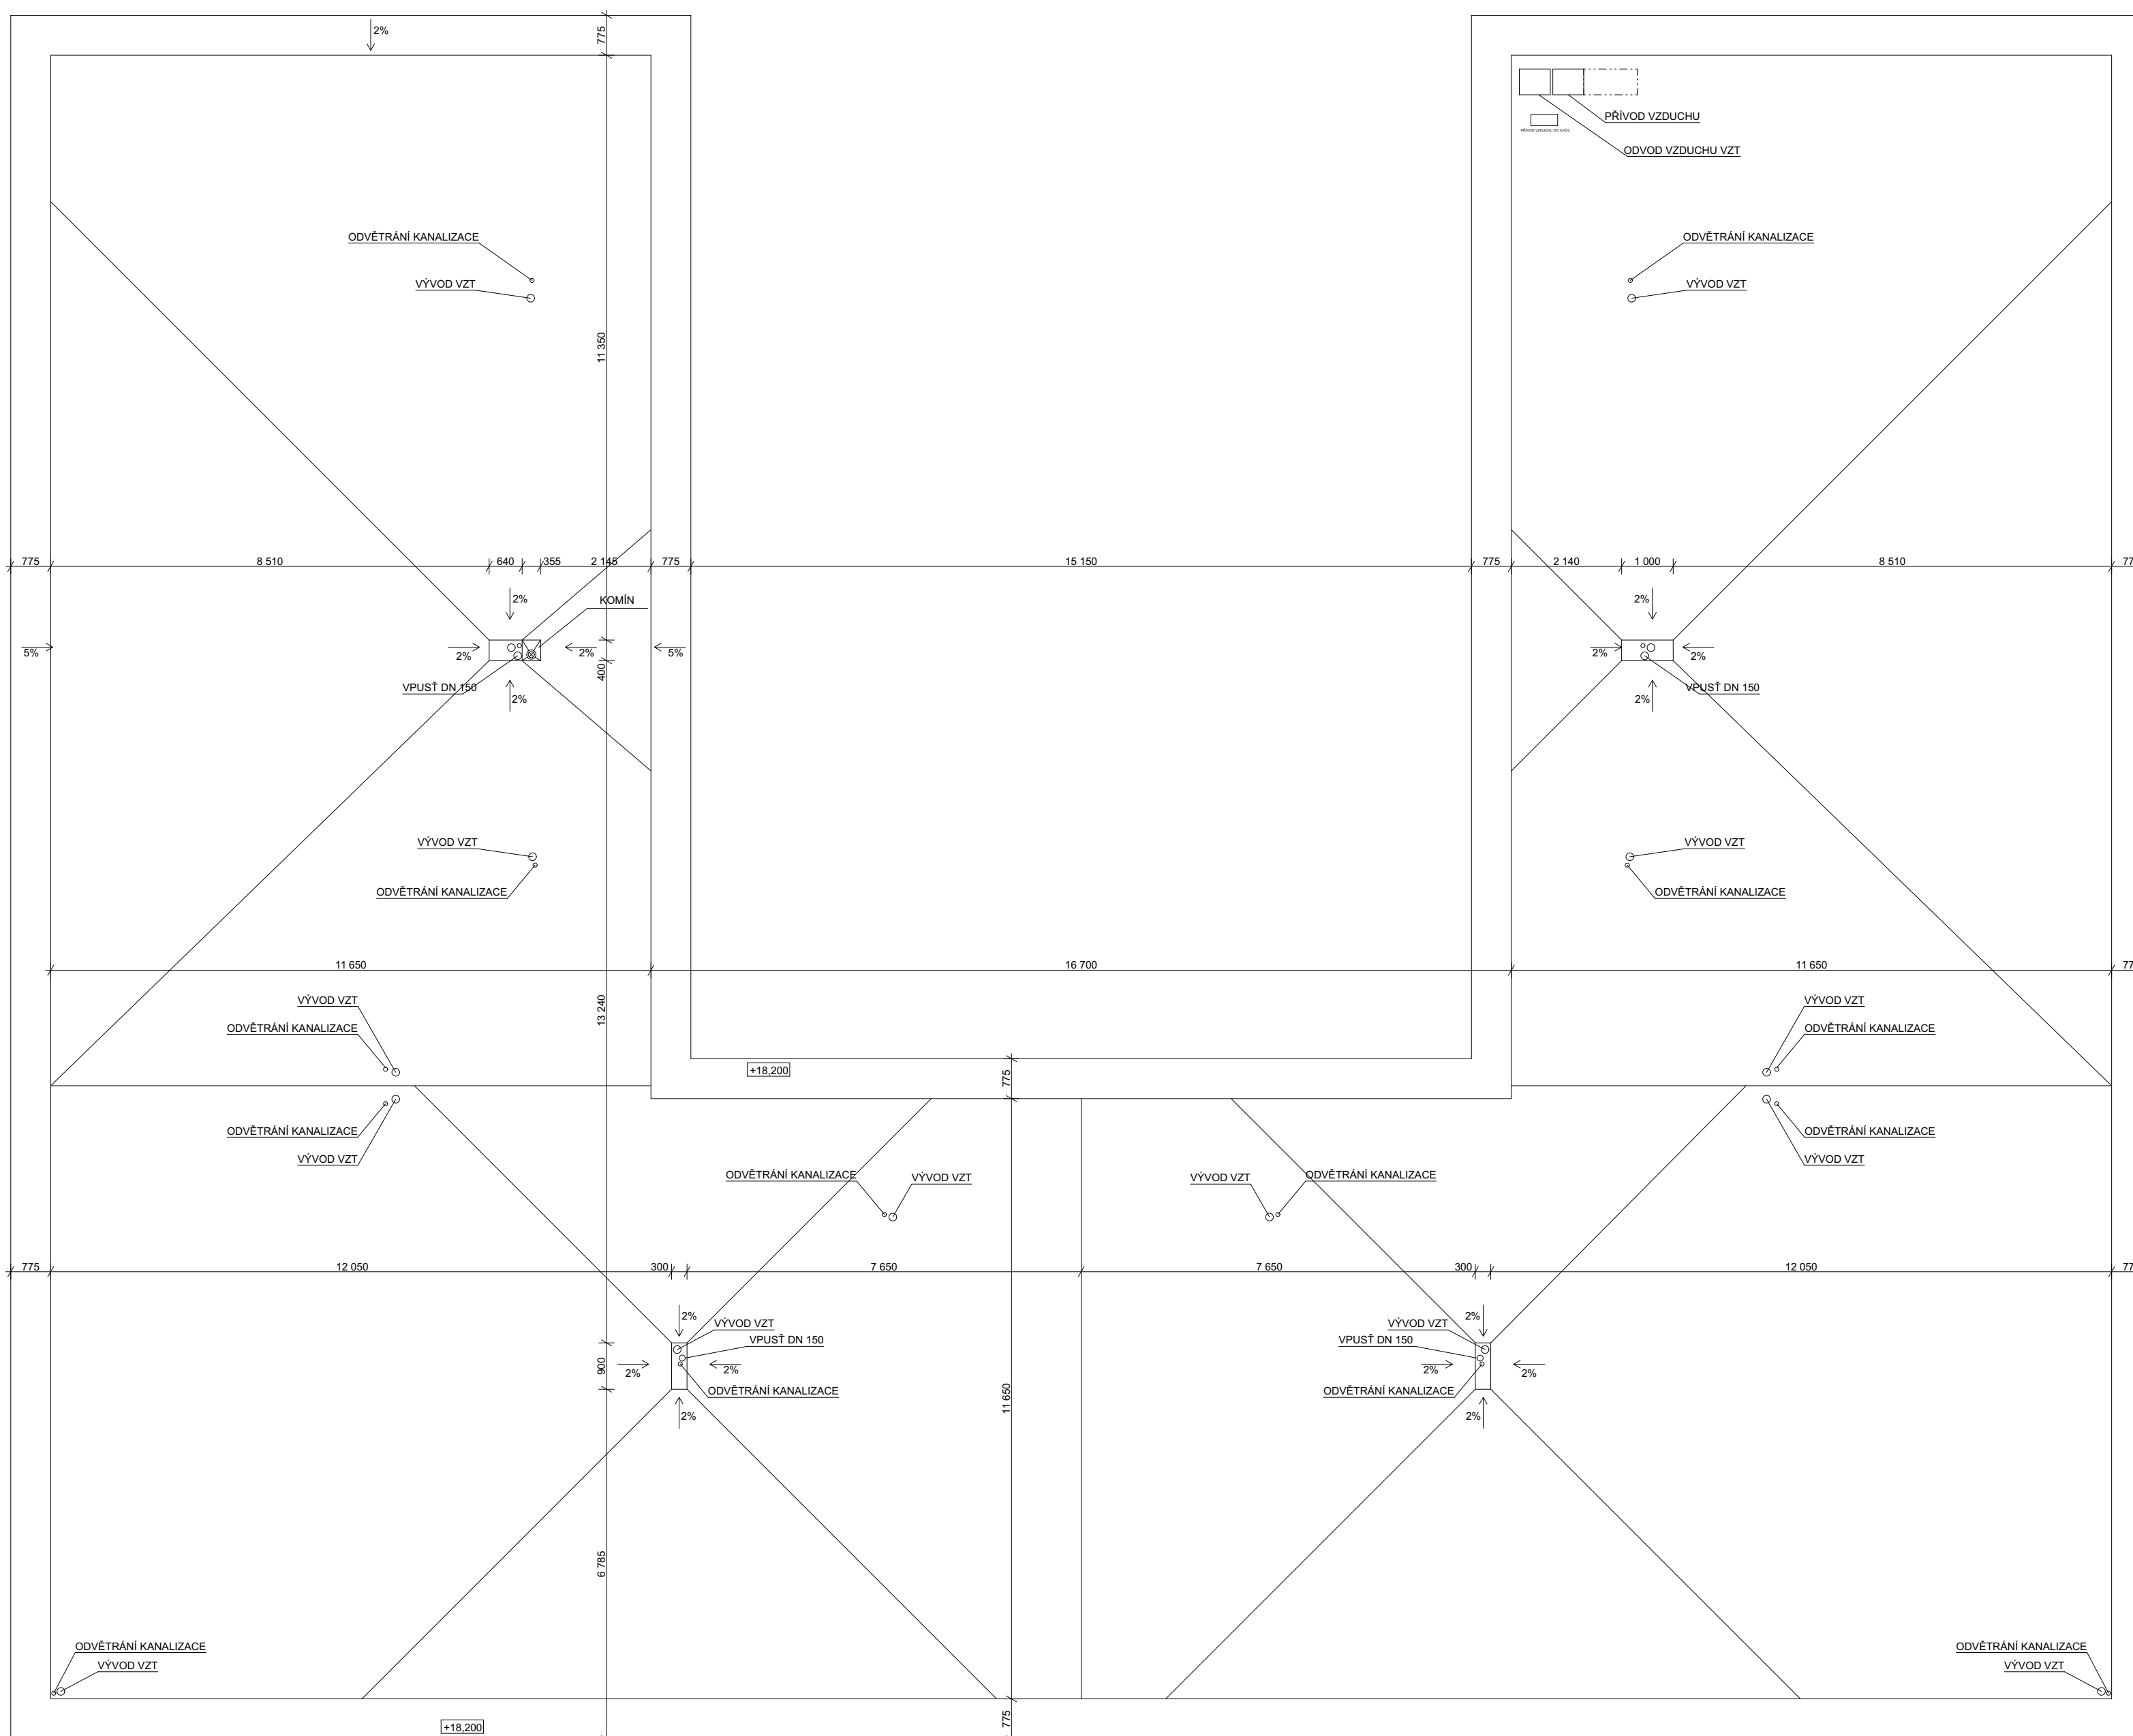 2%
775
PŘÍVOD VZDUCHU
PŘÍVOD VZDUCHU DO CHÚC
ODVOD VZDUCHU VZT
ODVĚTRÁNÍ KANALIZACE
ODVĚTRÁNÍ KANALIZACE
VÝVOD VZT
VÝVOD VZT
11 350
775
8 510
640
355
2 145
775
15 150
775
2 140
1 000
8 510
77
2%
KOMÍN
2%
5%
2%
2%
5%
2%
2%
400
VPUSŤ DN 150
VPUSŤ DN 150
2%
2%
VÝVOD VZT
VÝVOD VZT
ODVĚTRÁNÍ KANALIZACE
ODVĚTRÁNÍ KANALIZACE
11 650
16 700
11 650
77
VÝVOD VZT
13 240
VÝVOD VZT
ODVĚTRÁNÍ KANALIZACE
ODVĚTRÁNÍ KANALIZACE
+18,200
775
ODVĚTRÁNÍ KANALIZACE
ODVĚTRÁNÍ KANALIZACE
VÝVOD VZT
VÝVOD VZT
ODVĚTRÁNÍ KANALIZACE
VÝVOD VZT
VÝVOD VZT
ODVĚTRÁNÍ KANALIZACE
775
12 050
300
7 650
7 650
300
12 050
77
2%
2%
VÝVOD VZT
VÝVOD VZT
VPUSŤ DN 150
VPUSŤ DN 150
900
2%
2%
2%
2%
ODVĚTRÁNÍ KANALIZACE
ODVĚTRÁNÍ KANALIZACE
11 650
2%
2%
6 785
ODVĚTRÁNÍ KANALIZACE
ODVĚTRÁNÍ KANALIZACE
VÝVOD VZT
VÝVOD VZT
775
+18,200